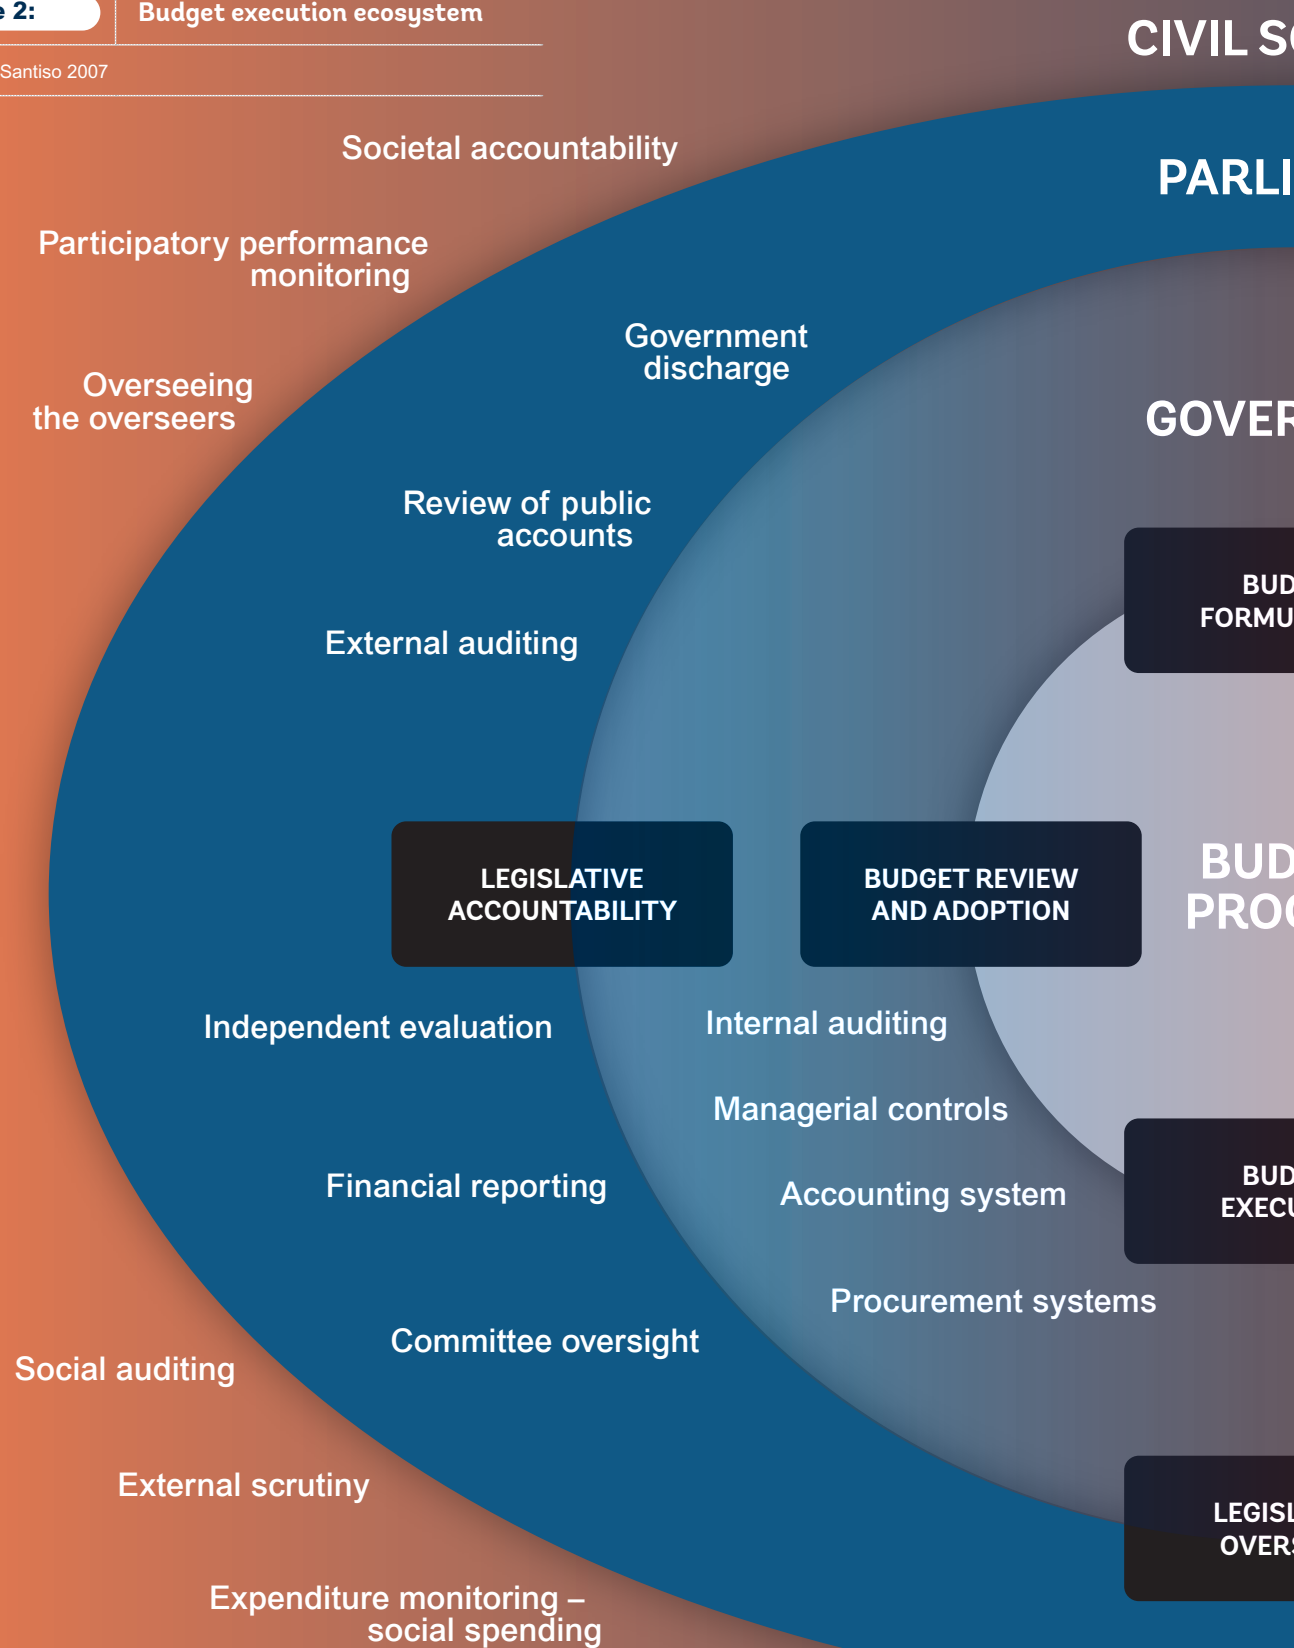 e 2:
Budget execution ecosystem
Santiso 2007
CIVIL SO
Societal accountability
PARLI
Participatory performance
monitoring
Government
discharge
Overseeing
the overseers
GOVER
Review of public
accounts
BUD
FORMU
External auditing
LEGISLATIVE
ACCOUNTABILITY
BUDGET REVIEW
AND ADOPTION
BUD
PROC
Independent evaluation
Internal auditing
Managerial controls
Financial reporting
Accounting system
BUD
EXECU
Procurement systems
Committee oversight
Social auditing
External scrutiny
LEGISL
OVERS
Expenditure monitoring –
social spending